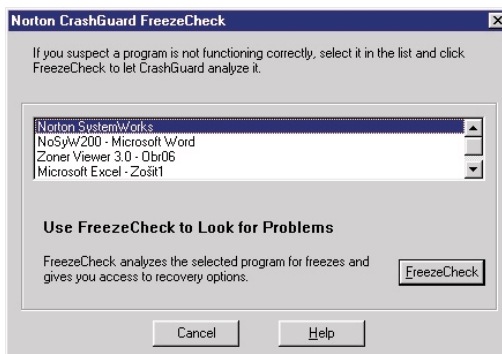 Norton CrashGuard FreezeCheck
If you suspect a program is not functioning correctly, select it in the list and click
FreezeCheck to let CrashGuard analyze it.
Norton SystemWorks
NoSyW200 - Microsoft Word
Zoner Viewer 3.0 - Obr06
Microsoft Excel - Zošit1
Use FreezeCheck to Look for Problems
FreezeCheck analyzes the selected program for freezes and
gives you access to recovery options.
FreezeCheck
Cancel
Help